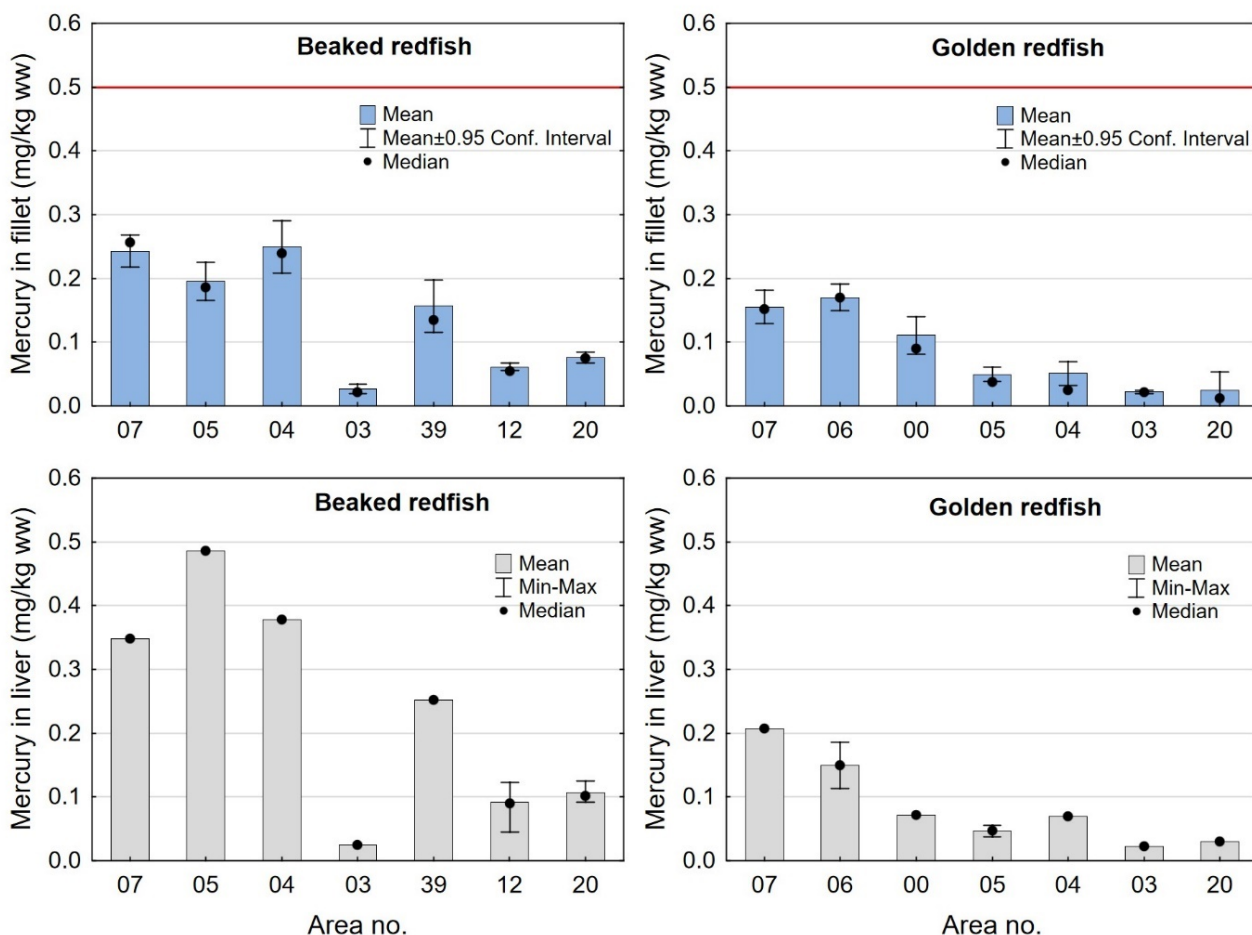 Beaked redfish
Mercury in fillet (mg/kg ww)
0.6
0.5
0.4
0.3
0.2
0.1
0.0
Mean
Mean±0.95 Conf. Interval
Median
07 05 04 03 39 12 20
Golden redfish
Mercury in fillet (mg/kg ww)
0.6
0.5
0.4
0.3
0.2
0.1
0.0
Mean
Mean±0.95 Conf. Interval
Median
07 06 00 05 04 03 20
Beaked redfish
Mercury in liver (mg/kg ww)
0.6
0.5
0.4
0.3
0.2
0.1
0.0
Mean
Min-Max
Median
07 05 04 03 39 12 20
Area no.
Golden redfish
Mercury in liver (mg/kg ww)
0.6
0.5
0.4
0.3
0.2
0.1
0.0
Mean
Min-Max
Median
07 06 00 05 04 03 20
Area no.